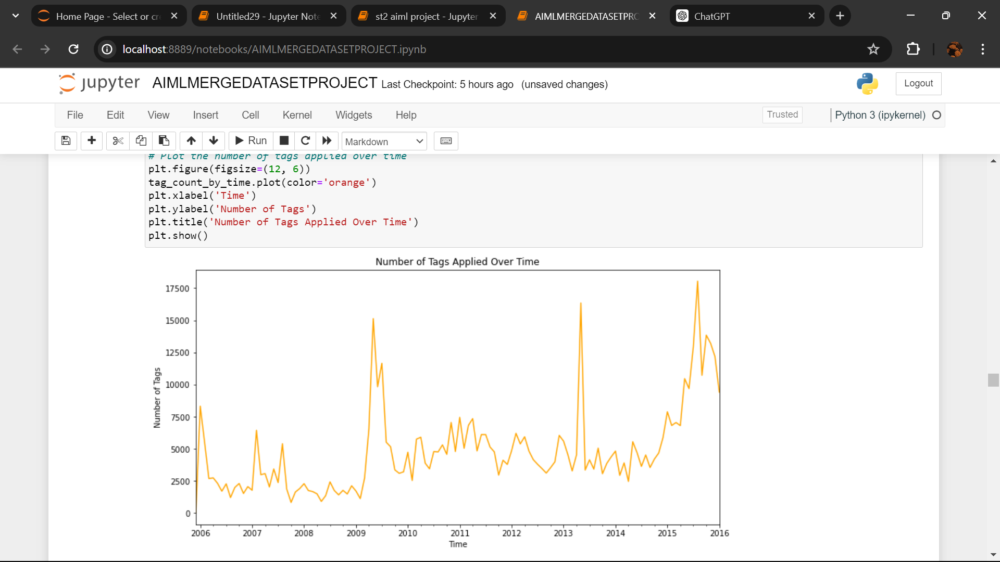 Home Page - Select or cr
Untitled29 - Jupyter Note
st2 aiml project - Jupyter
AIMLMERGEDATASETPRO
ChatGPT
localhost:8889/notebooks/AIMLMERGEDATASETPROJECT.ipynb
jupyter AIMLMERGEDATASETPROJECT Last Checkpoint: 5 hours ago (unsaved changes)
Logout
File Edit View Insert Cell Kernel Widgets Help
Trusted
Python 3 (ipykernel)
Run
Markdown
# Plot the number of tags applied over time
plt.figure(figsize=(12, 6))
tag_count_by_time.plot(color='orange')
plt.xlabel('Time')
plt.ylabel('Number of Tags')
plt.title('Number of Tags Applied Over Time')
plt.show()
Number of Tags Applied Over Time
17500
15000
12500
10000
7500
5000
2500
0
Number of Tags
2006 2007 2008 2009 2010 2011 2012 2013 2014 2015 2016
Time